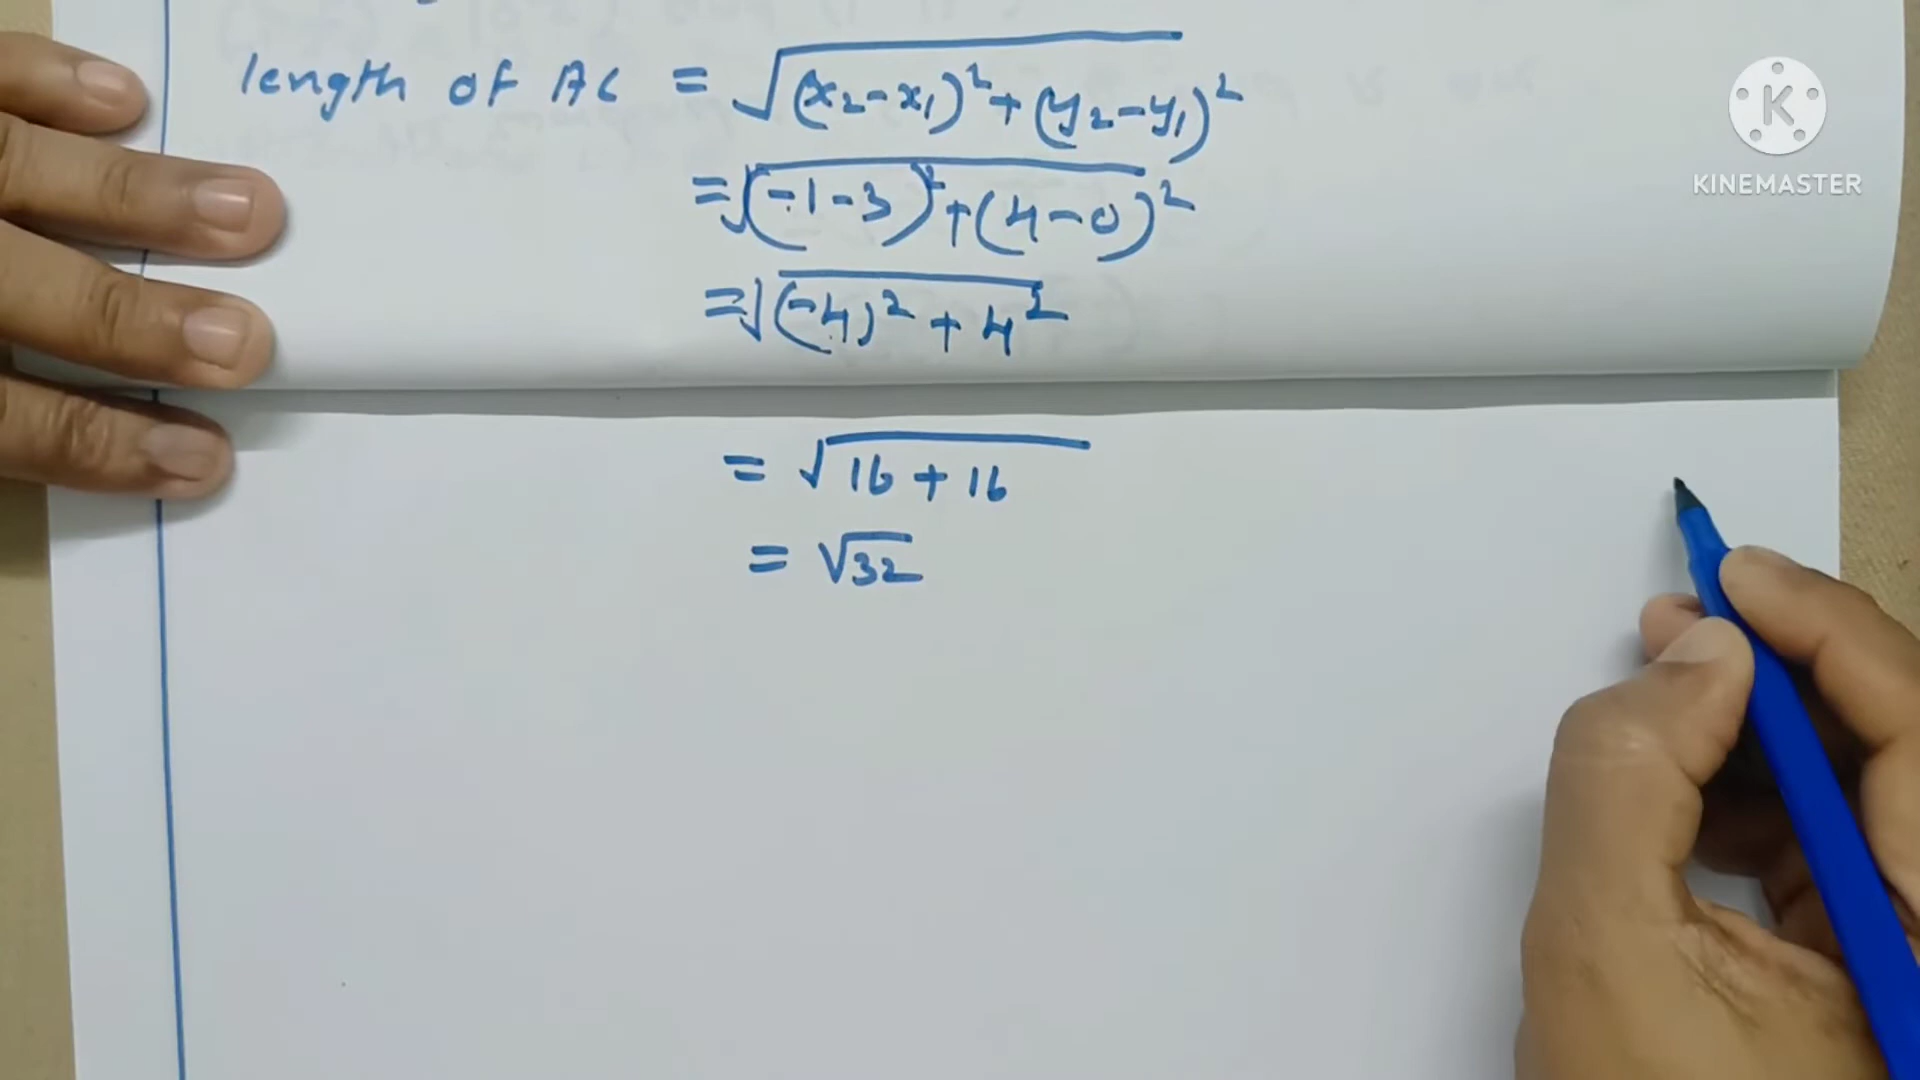 length of AC = √(x₂-x₁)²+(y₂-y₁)²
=√(-1-3)²+(4-0)²
=√(-4)²+4²
= √16+16
= √32
K
KINEMASTER